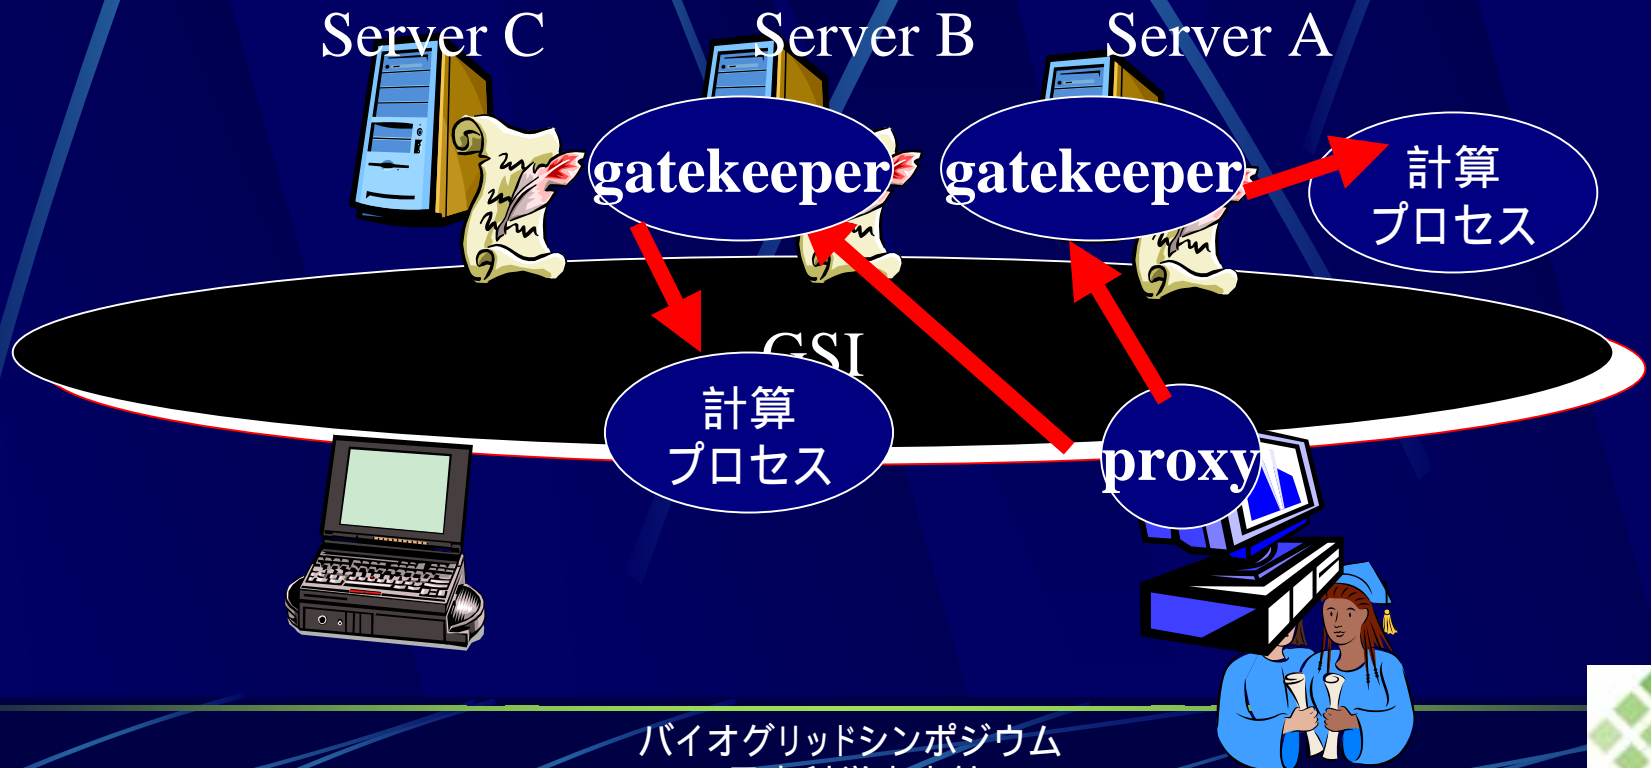 Server C
Server B
Server A
gatekeeper
gatekeeper
計算
プロセス
GSI
計算
プロセス
proxy
バイオグリッドシンポジウム